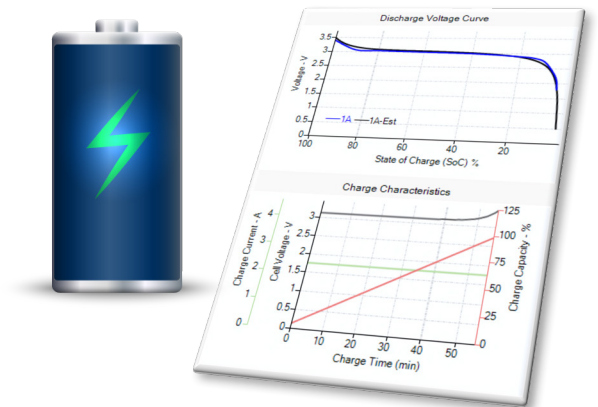 Discharge Voltage Curve
3.5
3
2.5
2
1.5
1
0.5
0
Voltage - V
1A 1A-Est
100 80 60 40 20
State of Charge (SoC) %
Charge Characteristics
4
3
2
1
0
Charge Current - A
3
2.5
2
1.5
1
0.5
0
Cell Voltage - V
125
100
75
50
25
0
Charge Capacity - %
0 10 20 30 40 50
Charge Time (min)